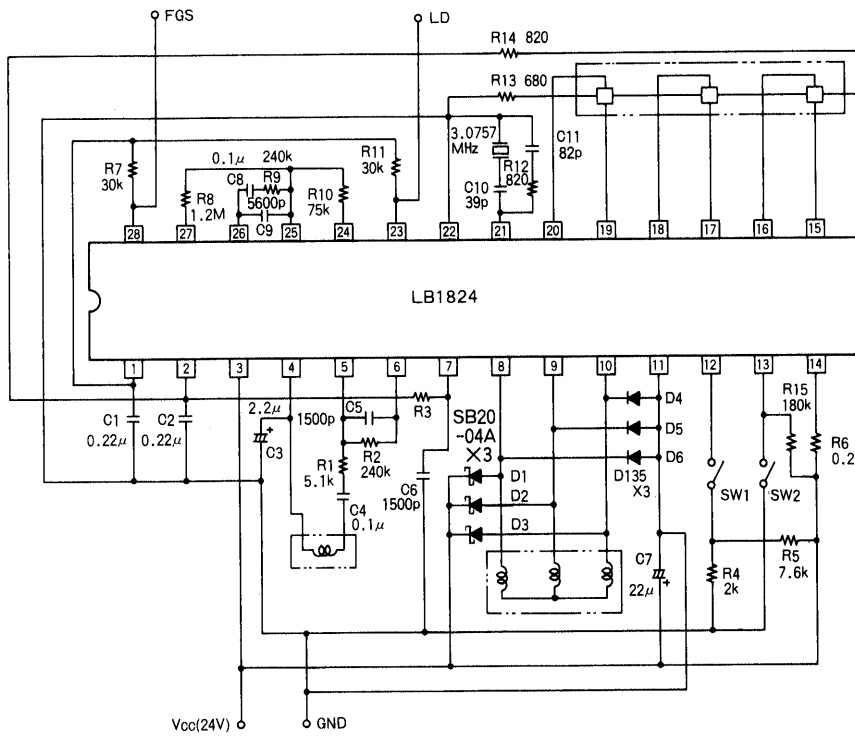 FGS
LD
R14 820
R13 680
R7
30k
0.1μ
240k
C8
R9
R8
1.2M
5600p
C9
R10
75k
R11
30k
3.0757
MHz
C10
39p
R12
820
C11
82p
28
27
26
25
24
23
22
21
20
19
18
17
16
15
LB1824
1
2
3
4
5
6
7
8
9
10
11
12
13
14
C1
0.22μ
C2
0.22μ
2.2μ
+
C3
C5
1500p
R2
240k
R1
5.1k
C4
0.1μ
R3
C6
1500p
SB20
-04A
×3
D1
D2
D3
D4
D5
D6
D135
X3
C7
22μ
+
SW1
SW2
R15
180k
R6
0.2
R4
2k
R5
7.6k
Vcc(24V)
GND